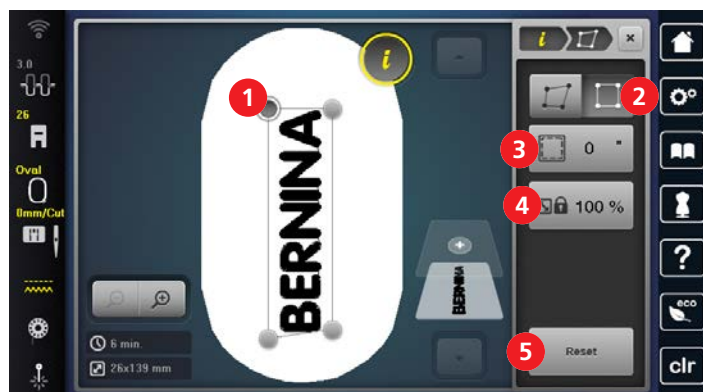 3.0
26
Oval
0mm/Cut
i
i
1
2
3
0 "
4
100 %
BERNINA
BERNINA
6 min.
26x139 mm
5
Reset
?
eco
clr